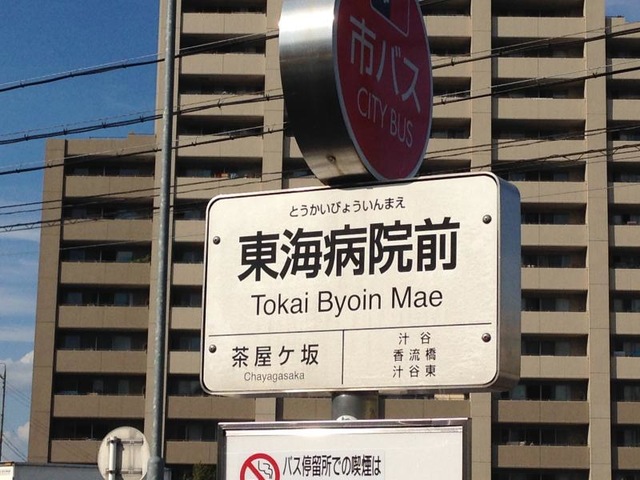 市バス
CITY BUS
とうかいびょういんまえ
東海病院前
Tokai Byoin Mae
茶屋ケ坂
Chayagasaka
汁谷
香流橋
汁谷東
バス停留所での喫煙は